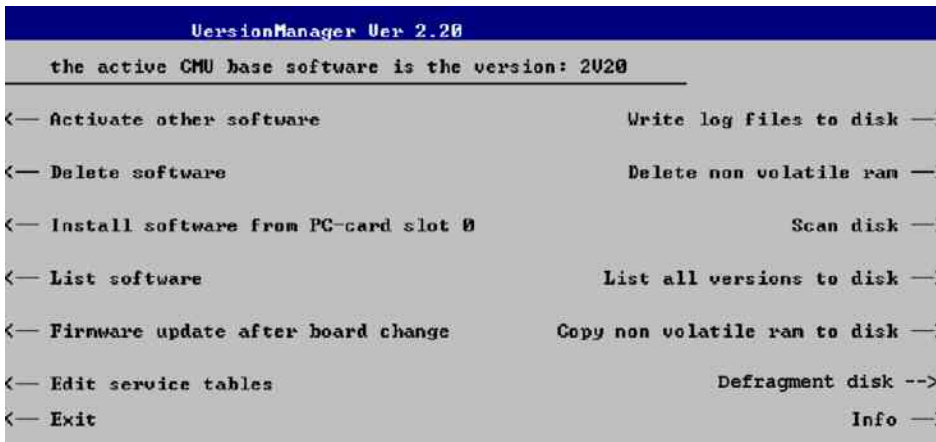 VersionManager Ver 2.20
the active CMU base software is the version: 2V20
<— Activate other software Write log files to disk —
<— Delete software Delete non volatile ram —
<— Install software from PC-card slot 0 Scan disk —
<— List software List all versions to disk —
<— Firmware update after board change Copy non volatile ram to disk —
<— Edit service tables Defragment disk -->
<— Exit Info —